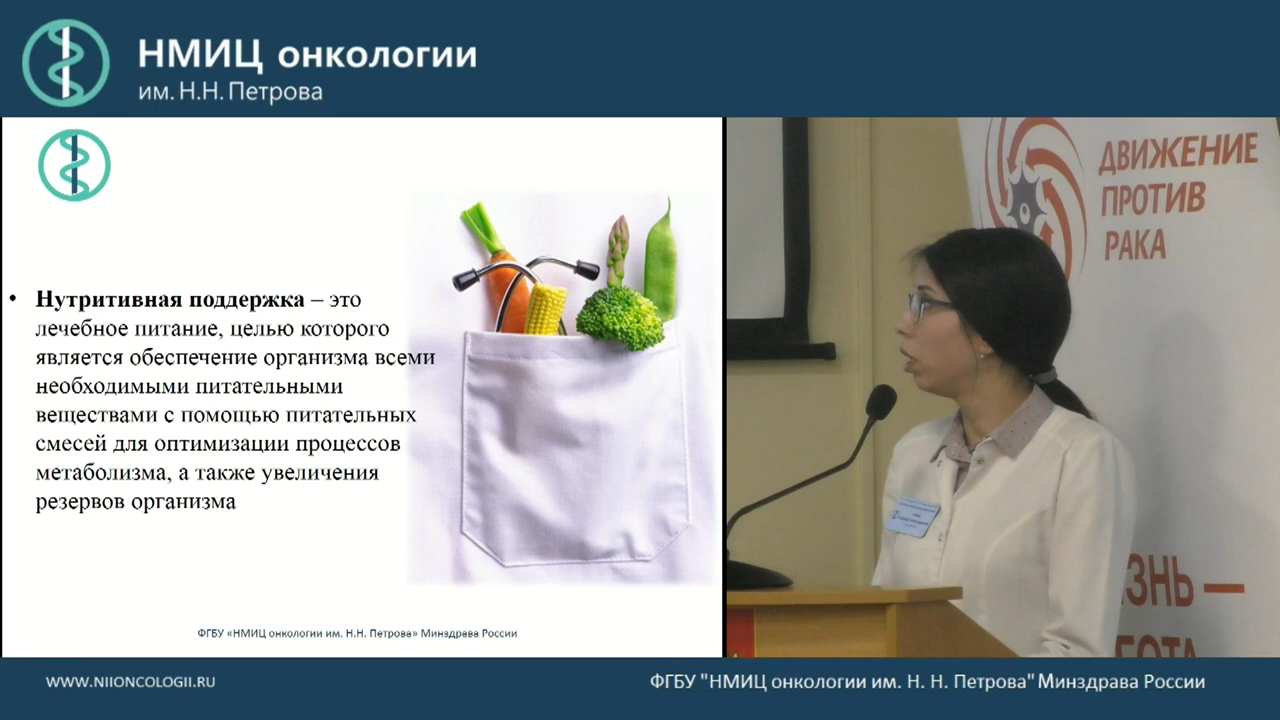 НМИЦ онкологии
им. Н.Н. Петрова
• Нутритивная поддержка – это
лечебное питание, целью которого
является обеспечение организма всеми
необходимыми питательными
веществами с помощью питательных
смесей для оптимизации процессов
метаболизма, а также увеличения
резервов организма
ФГБУ «НМИЦ онкологии им. Н.Н. Петрова» Минздрава России
ДВИЖЕНИЕ
ПРОТИВ
РАКА
ЗНЬ —
БОТА
WWW.NIIONCOLOGII.RU
ФГБУ "НМИЦ онкологии им. Н. Н. Петрова" Минздрава России